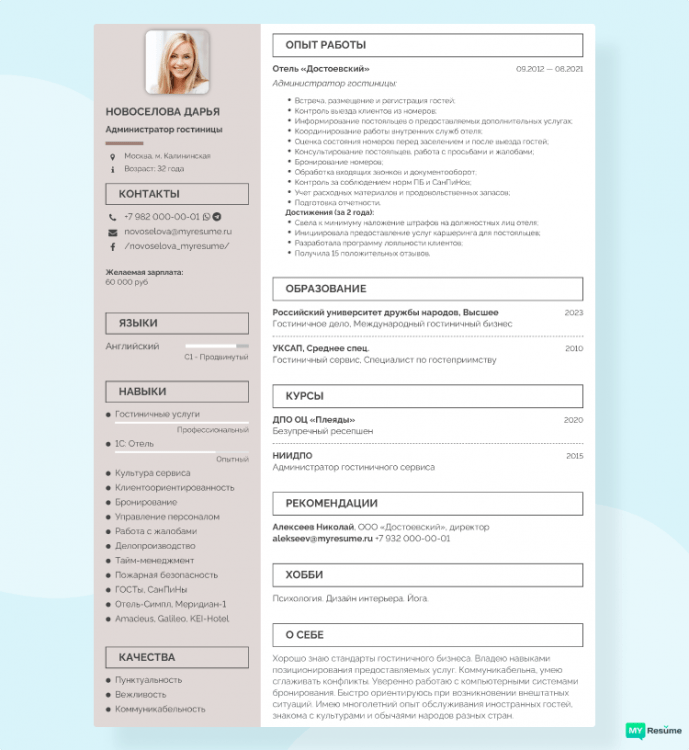 НОВОСЕЛОВА ДАРЬЯ
Администратор гостиницы
Москва, м. Калининская
Возраст: 32 года
КОНТАКТЫ
+7 982 000-00-01
novoselova@myresume.ru
/novoselova_myresume/
Желаемая зарплата:
60 000 руб
ЯЗЫКИ
Английский
C1 - Продвинутый
НАВЫКИ
Гостиничные услуги
Профессиональный
1С: Отель
Опытный
Культура сервиса
Клиентоориентированность
Бронирование
Управление персоналом
Работа с жалобами
Делопроизводство
Тайм-менеджмент
Пожарная безопасность
ГОСТы, СанПиНы
Отель-Симпл, Меридиан-1
Amadeus, Galileo, KEI-Hotel
КАЧЕСТВА
Пунктуальность
Вежливость
Коммуникабельность
ОПЫТ РАБОТЫ
Отель «Достоевский» 09.2012 — 08.2021
Администратор гостиницы:
Встреча, размещение и регистрация гостей;
Контроль выезда клиентов из номеров;
Информирование постояльцев о предоставляемых дополнительных услугах;
Координирование работы внутренних служб отеля;
Оценка состояния номеров перед заселением и после выезда гостей;
Консультирование постояльцев, работа с просьбами и жалобами;
Бронирование номеров;
Обработка входящих звонков и документооборот;
Контроль за соблюдением норм ПБ и СанПиНов;
Учет расходных материалов и продовольственных запасов;
Подготовка отчетности.
Достижения (за 2 года):
Свела к минимуму наложение штрафов на должностных лиц отеля;
Инициировала предоставление услуг каршеринга для постояльцев;
Разработала программу лояльности клиентов;
Получила 15 положительных отзывов.
ОБРАЗОВАНИЕ
Российский университет дружбы народов, Высшее 2023
Гостиничное дело, Международный гостиничный бизнес
УКСАП, Среднее спец. 2010
Гостиничный сервис, Специалист по гостеприимству
КУРСЫ
ДПО ОЦ «Плеяды» 2020
Безупречный ресепшен
НИИДПО 2015
Администратор гостиничного сервиса
РЕКОМЕНДАЦИИ
Алексеев Николай, ООО «Достоевский», директор
alekseev@myresume.ru +7 932 000-00-01
ХОББИ
Психология. Дизайн интерьера. Йога.
О СЕБЕ
Хорошо знаю стандарты гостиничного бизнеса. Владею навыками
позиционирования предоставляемых услуг. Коммуникабельна, умею
сглаживать конфликты. Уверенно работаю с компьютерными системами
бронирования. Быстро ориентируюсь при возникновении внештатных
ситуаций. Имею многолетний опыт обслуживания иностранных гостей,
знакома с культурами и обычаями народов разных стран.
MY Resume